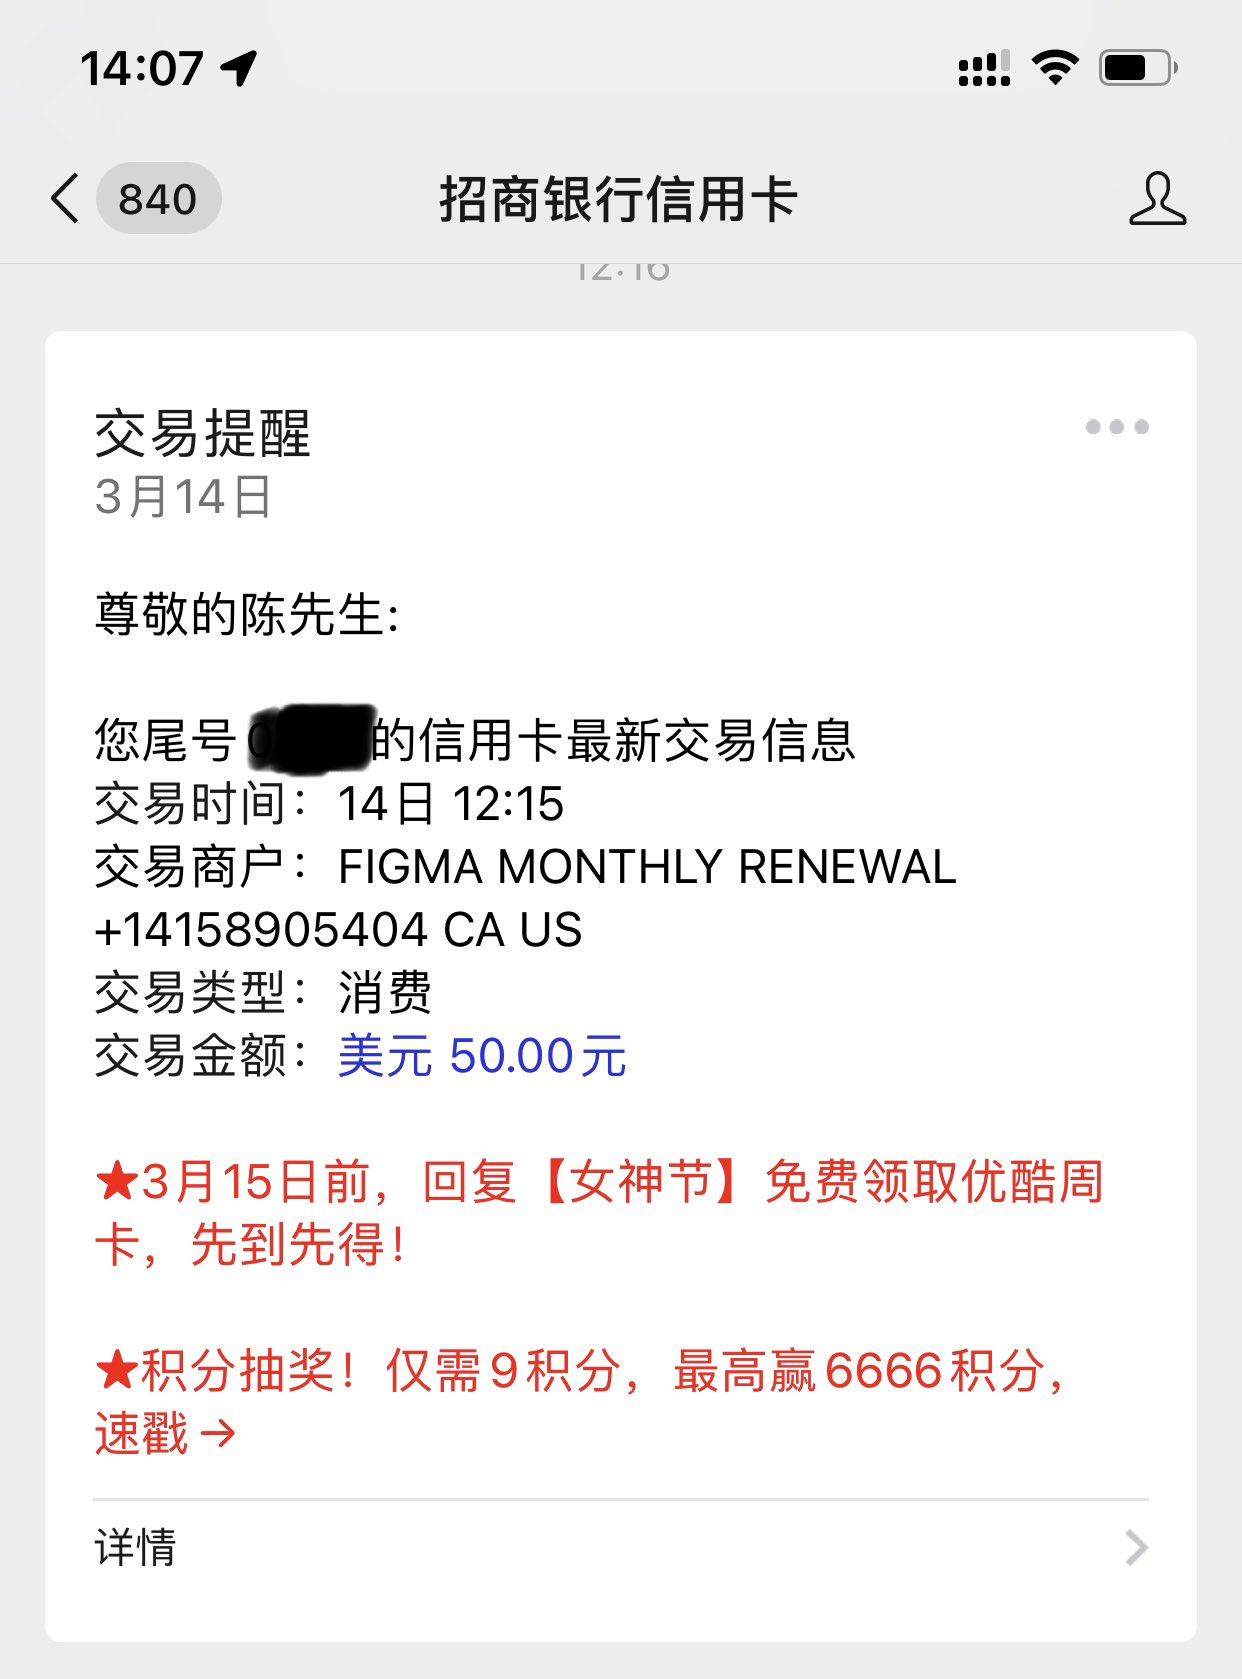 14:07
840
招商银行信用卡
12:16
交易提醒
3月14日
尊敬的陈先生:
您尾号0 的信用卡最新交易信息
交易时间：14日 12:15
交易商户：FIGMA MONTHLY RENEWAL
+14158905404 CA US
交易类型：消费
交易金额：美元 50.00元
★3月15日前，回复【女神节】免费领取优酷周
卡，先到先得！
★积分抽奖！仅需9积分，最高赢6666积分，
速戳→
详情